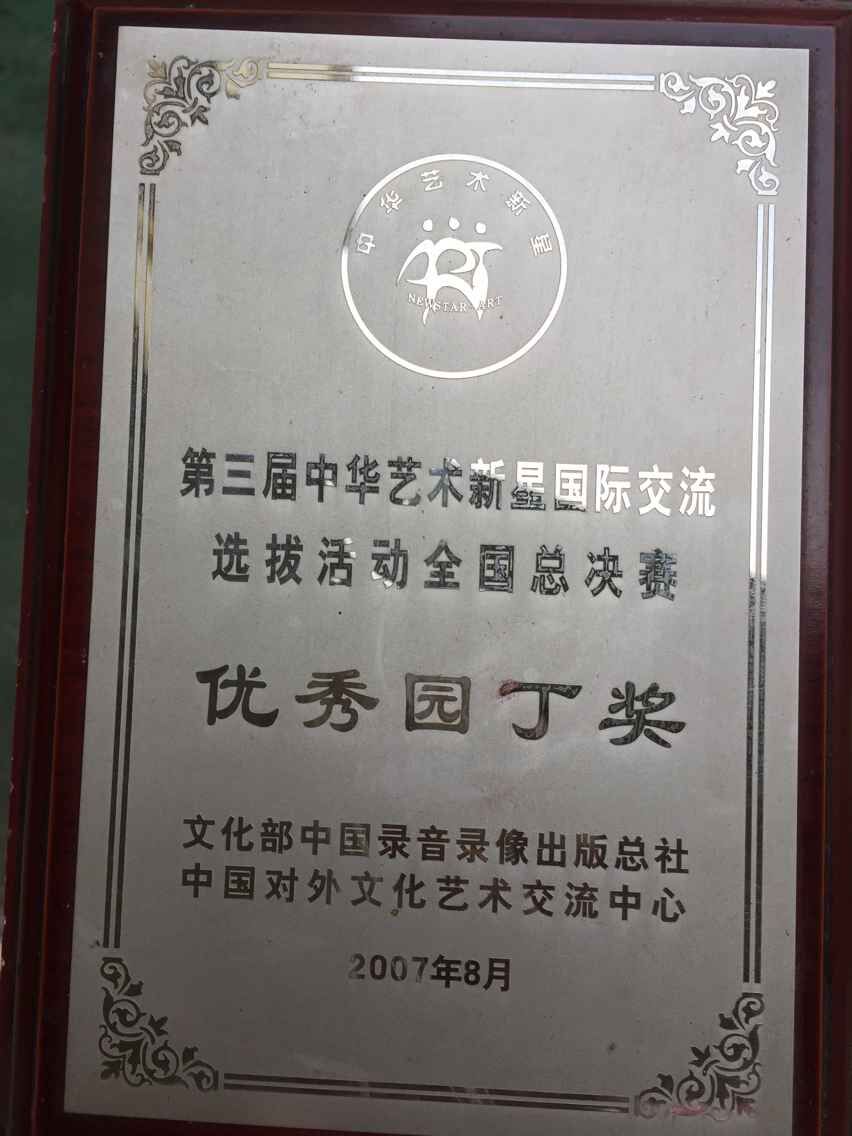 中华艺术新星
NEWSTAR-ART
第三届中华艺术新星国际交流
选拔活动全国总决赛
优秀园丁奖
文化部中国录音录像出版总社
中国对外文化艺术交流中心
2007年8月